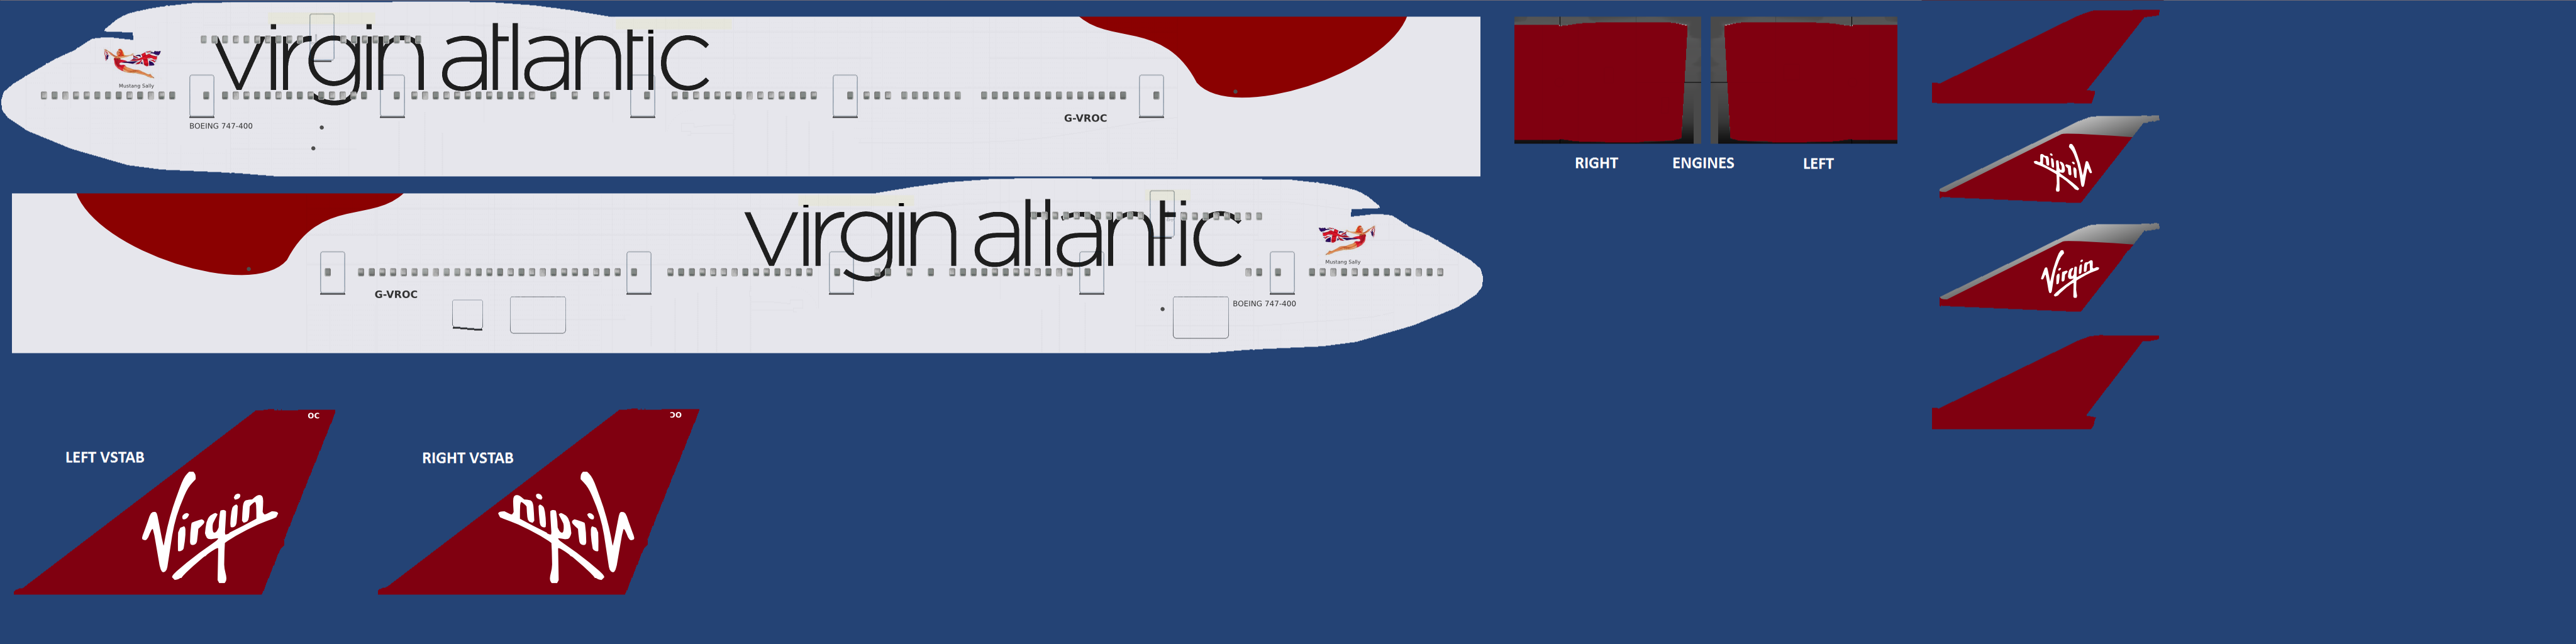 virgin atlantic
Mustang Sally
BOEING 747-400
G-VROC
RIGHT ENGINES LEFT
Virgin
virgin atlantic
Mustang Sally
G-VROC
BOEING 747-400
Virgin
OC
OC
LEFT VSTAB
RIGHT VSTAB
Virgin
Virgin